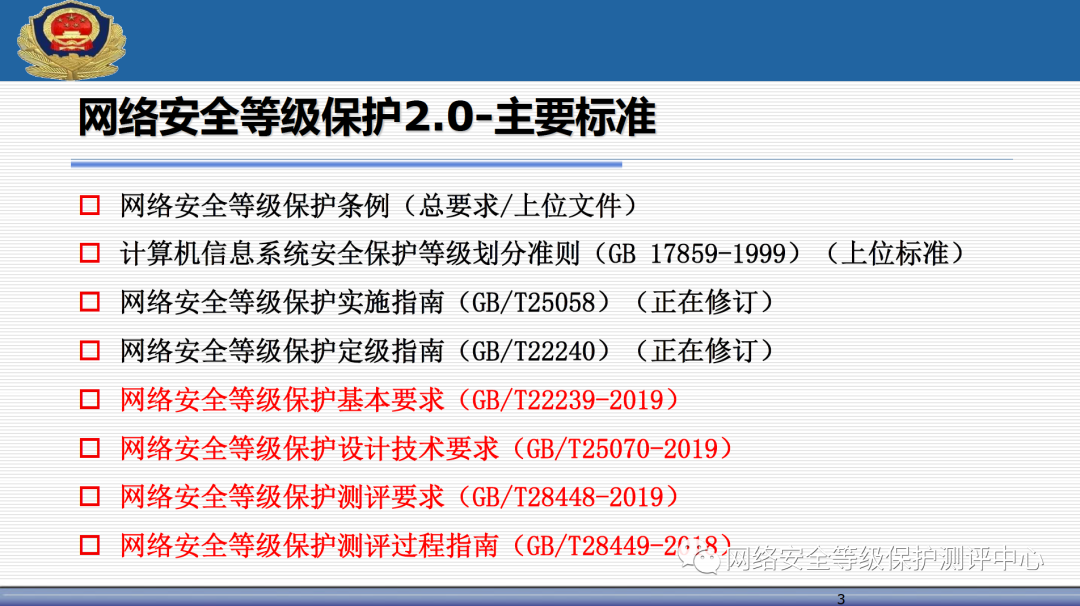 网络安全等级保护2.0-主要标准
网络安全等级保护条例（总要求/上位文件）
计算机信息系统安全保护等级划分准则（GB 17859-1999）（上位标准）
网络安全等级保护实施指南（GB/T25058）（正在修订）
网络安全等级保护定级指南（GB/T22240）（正在修订）
网络安全等级保护基本要求（GB/T22239-2019）
网络安全等级保护设计技术要求（GB/T25070-2019）
网络安全等级保护测评要求（GB/T28448-2019）
网络安全等级保护测评过程指南（GB/T28449-2018）
网络安全等级保护测评中心
3